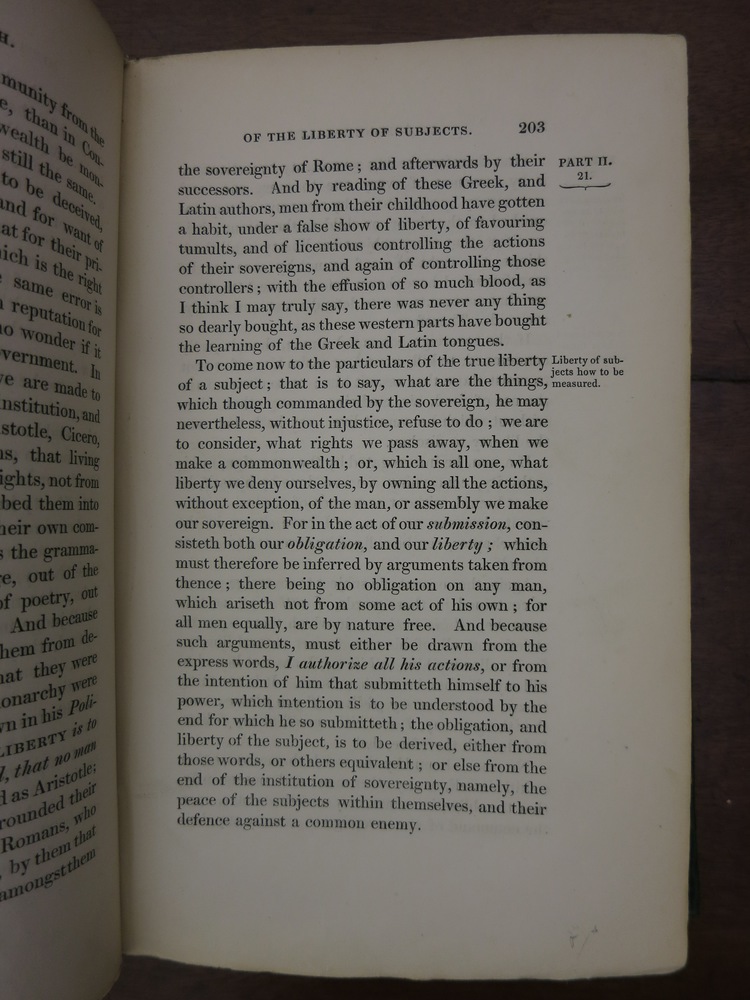 H.
munity from the
e, than in Com-
wealth be mon-
still the same.
to be deceived,
and for want of
at for their pri-
hich is the right
same error is
reputation for
no wonder if it
vernment. In
ve are made to
nstitution, and
stotle, Cicero,
ns, that living
ights, not from
bed them into
heir own com-
s the gramma-
re, out of the
of poetry, out
And because
hem from de-
hat they were
onarchy were
wn in his Poli-
LIBERTY is to
d, that no man
d as Aristotle;
rounded their
Romans, who
, by them that
amongst them
OF THE LIBERTY OF SUBJECTS. 203
the sovereignty of Rome; and afterwards by their
successors. And by reading of these Greek, and
Latin authors, men from their childhood have gotten
a habit, under a false show of liberty, of favouring
tumults, and of licentious controlling the actions
of their sovereigns, and again of controlling those
controllers; with the effusion of so much blood, as
I think I may truly say, there was never any thing
so dearly bought, as these western parts have bought
the learning of the Greek and Latin tongues.
To come now to the particulars of the true liberty
of a subject; that is to say, what are the things,
which though commanded by the sovereign, he may
nevertheless, without injustice, refuse to do; we are
to consider, what rights we pass away, when we
make a commonwealth; or, which is all one, what
liberty we deny ourselves, by owning all the actions,
without exception, of the man, or assembly we make
our sovereign. For in the act of our submission, con-
sisteth both our obligation, and our liberty; which
must therefore be inferred by arguments taken from
thence; there being no obligation on any man,
which ariseth not from some act of his own; for
all men equally, are by nature free. And because
such arguments, must either be drawn from the
express words, I authorize all his actions, or from
the intention of him that submitteth himself to his
power, which intention is to be understood by the
end for which he so submitteth; the obligation, and
liberty of the subject, is to be derived, either from
those words, or others equivalent; or else from the
end of the institution of sovereignty, namely, the
peace of the subjects within themselves, and their
defence against a common enemy.
PART II.
21.
Liberty of sub-
jects how to be
measured.